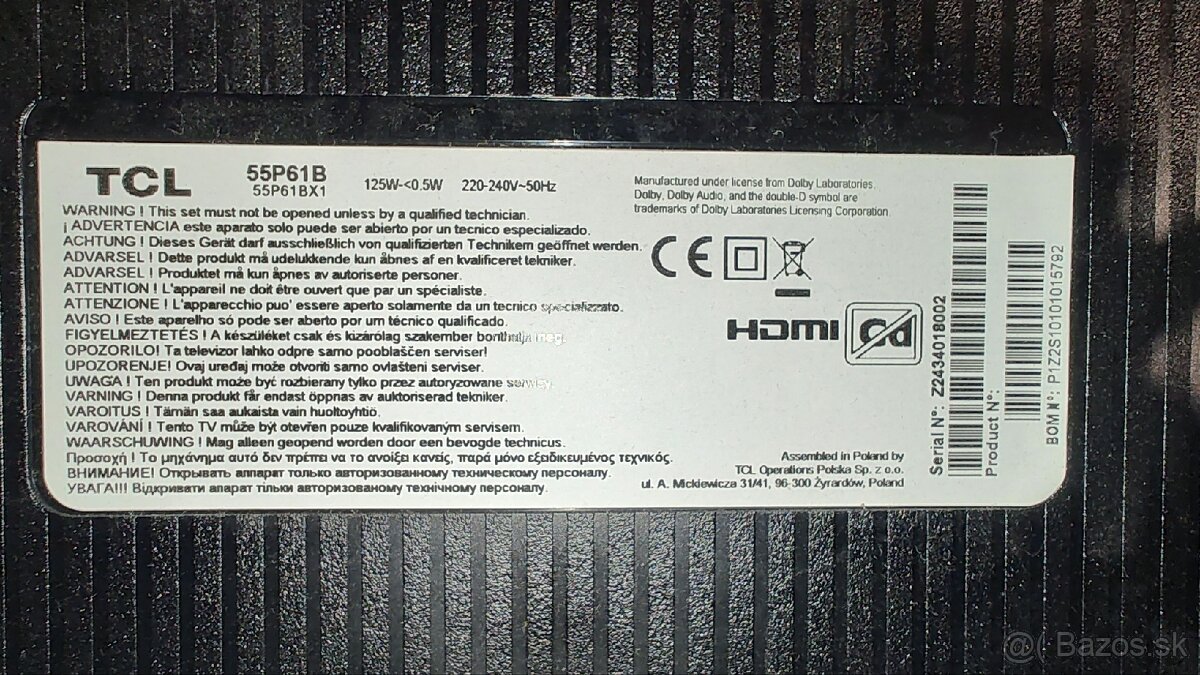 TCL
55P61B
55P61BX1
125W-<0.5W 220-240V~50Hz
WARNING ! This set must not be opened unless by a qualified technician.
¡ ADVERTENCIA este aparato solo puede ser abierto por un tecnico especializado.
ACHTUNG ! Dieses Gerät darf ausschließlich von qualifizierten Technikern geöffnet werden.
ADVARSEL ! Dette produkt må udelukkende kun åbnes af en kvalificeret tekniker.
ADVARSEL ! Produktet må kun åpnes av autoriserte personer.
ATTENTION ! L'appareil ne doit être ouvert que par un spécialiste.
ATTENZIONE ! L'apparecchio puo' essere aperto solamente da un tecnico specializzato.
AVISO ! Este aparelho só pode ser aberto por um técnico qualificado.
FIGYELMEZTETÉS ! A készüléket csak és kizárólag szakember bonthatja meg.
OPOZORILO! Ta televizor lahko odpre samo pooblaščen serviser!
UPOZORENJE! Ovaj uređaj može otvoriti samo ovlašteni serviser.
UWAGA ! Ten produkt może być rozbierany tylko przez autoryzowane serwisy.
VARNING ! Denna produkt får endast öppnas av auktoriserad tekniker.
VAROITUS ! Tämän saa aukaista vain huoltoyhtiö.
VAROVÁNÍ ! Tento TV může být otevřen pouze kvalifikovaným servisem.
WAARSCHUWING ! Mag alleen geopend worden door een bevogde technicus.
Προσοχή ! Το μηχάνημα αυτό δεν πρέπει να το ανοίξει κανείς, παρά μόνο εξειδικευμένος τεχνικός.
ВНИМАНИЕ! Открывать аппарат только авторизованному техническому персоналу.
УВАГА!!! Відкривати апарат тільки авторизованому технічному персоналу.
Manufactured under license from Dolby Laboratories.
Dolby, Dolby Audio, and the double-D symbol are
trademarks of Dolby Laboratories Licensing Corporation.
CE
HDMI
Assembled in Poland by
TCL Operations Polska Sp. z o.o.
ul. A. Mickiewicza 31/41, 96-300 Żyrardów, Poland
Serial Nº: Z2434018002
Product Nº:
BOM Nº: P1Z2S10101015792
@( Bazos.sk